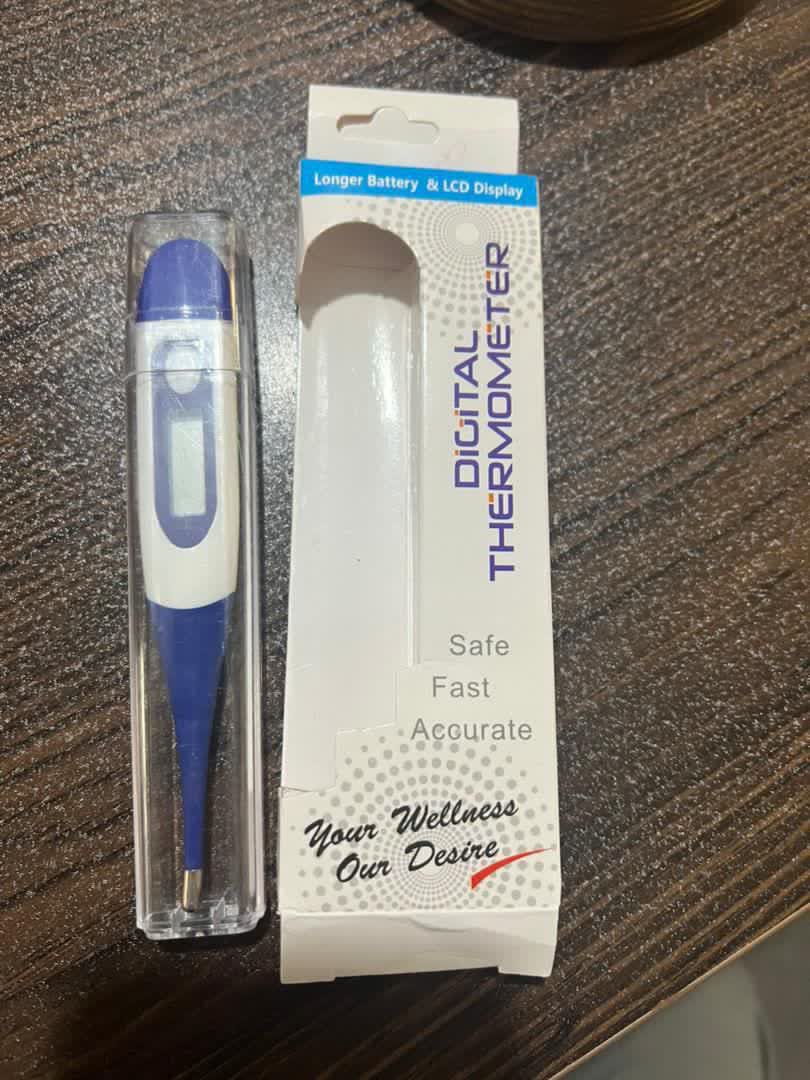 Longer Battery & LCD Display
DIGITAL
THERMOMETER
Safe
Fast
Accurate
Your Wellness
Our Desire